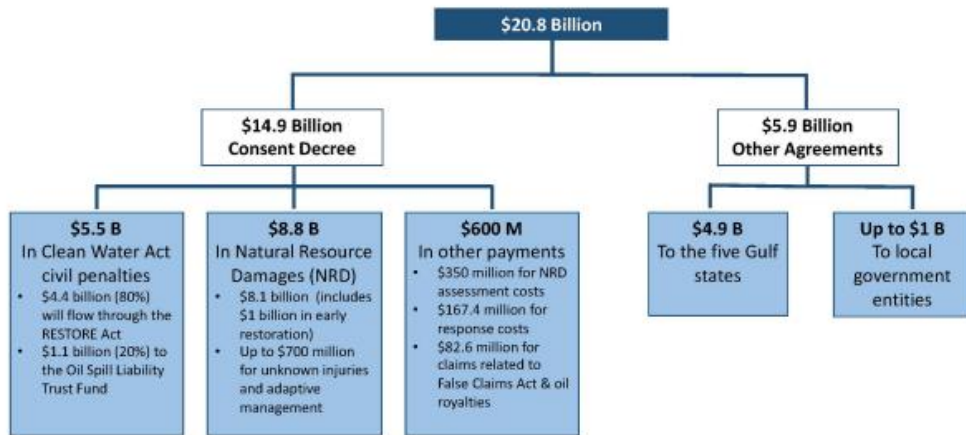 $20.8 Billion
$14.9 Billion
Consent Decree
$5.9 Billion
Other Agreements
$5.5 B
In Clean Water Act
civil penalties
• $4.4 billion (80%)
will flow through the
RESTORE Act
• $1.1 billion (20%) to
the Oil Spill Liability
Trust Fund
$8.8 B
In Natural Resource
Damages (NRD)
• $8.1 billion (includes
$1 billion in early
restoration)
• Up to $700 million
for unknown injuries
and adaptive
management
$600 M
In other payments
• $350 million for NRD
assessment costs
• $167.4 million for
response costs
• $82.6 million for
claims related to
False Claims Act & oil
royalties
$4.9 B
To the five Gulf
states
Up to $1 B
To local
government
entities